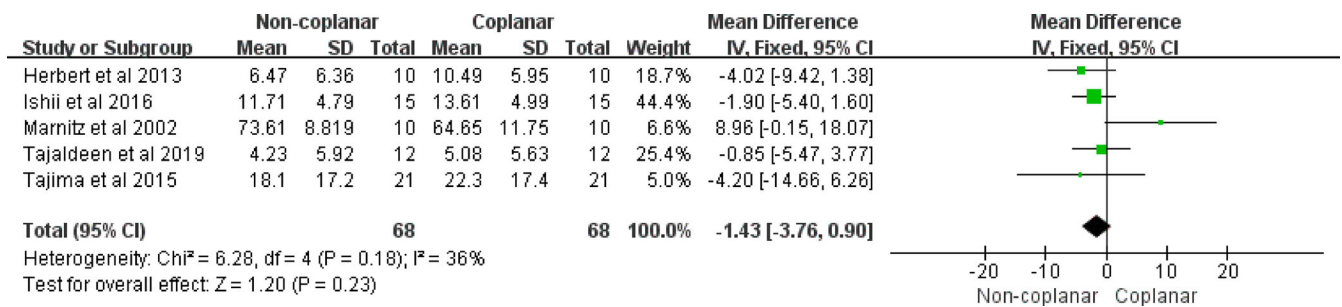 Non-coplanar Coplanar Mean Difference Mean Difference
Study or Subgroup Mean SD Total Mean SD Total Weight IV, Fixed, 95% CI IV, Fixed, 95% CI
Herbert et al 2013 6.47 6.36 10 10.49 5.95 10 18.7% -4.02 [-9.42, 1.38]
Ishii et al 2016 11.71 4.79 15 13.61 4.99 15 44.4% -1.90 [-5.40, 1.60]
Marnitz et al 2002 73.61 8.819 10 64.65 11.75 10 6.6% 8.96 [-0.15, 18.07]
Tajaldeen et al 2019 4.23 5.92 12 5.08 5.63 12 25.4% -0.85 [-5.47, 3.77]
Tajima et al 2015 18.1 17.2 21 22.3 17.4 21 5.0% -4.20 [-14.66, 6.26]
Total (95% CI) 68 68 100.0% -1.43 [-3.76, 0.90]
Heterogeneity: Chi² = 6.28, df = 4 (P = 0.18); I² = 36%
Test for overall effect: Z = 1.20 (P = 0.23)
-20 -10 0 10 20
Non-coplanar Coplanar